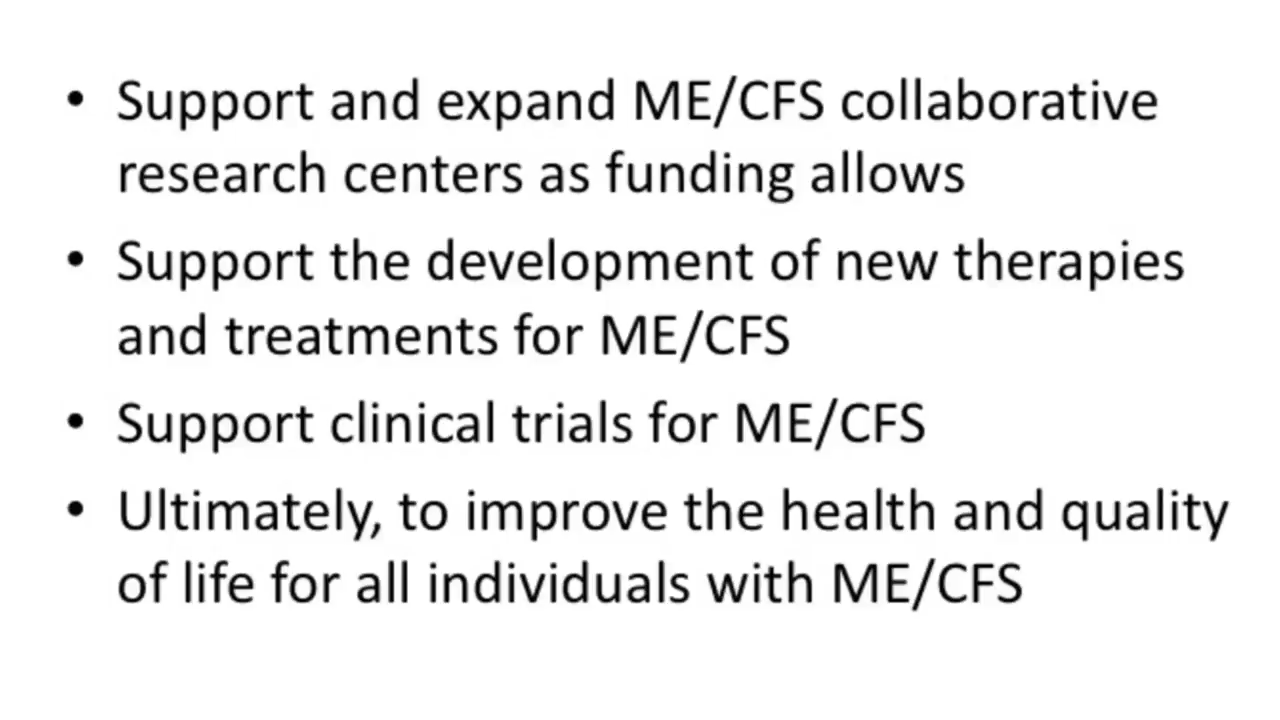 • Support and expand ME/CFS collaborative
research centers as funding allows
• Support the development of new therapies
and treatments for ME/CFS
• Support clinical trials for ME/CFS
• Ultimately, to improve the health and quality
of life for all individuals with ME/CFS